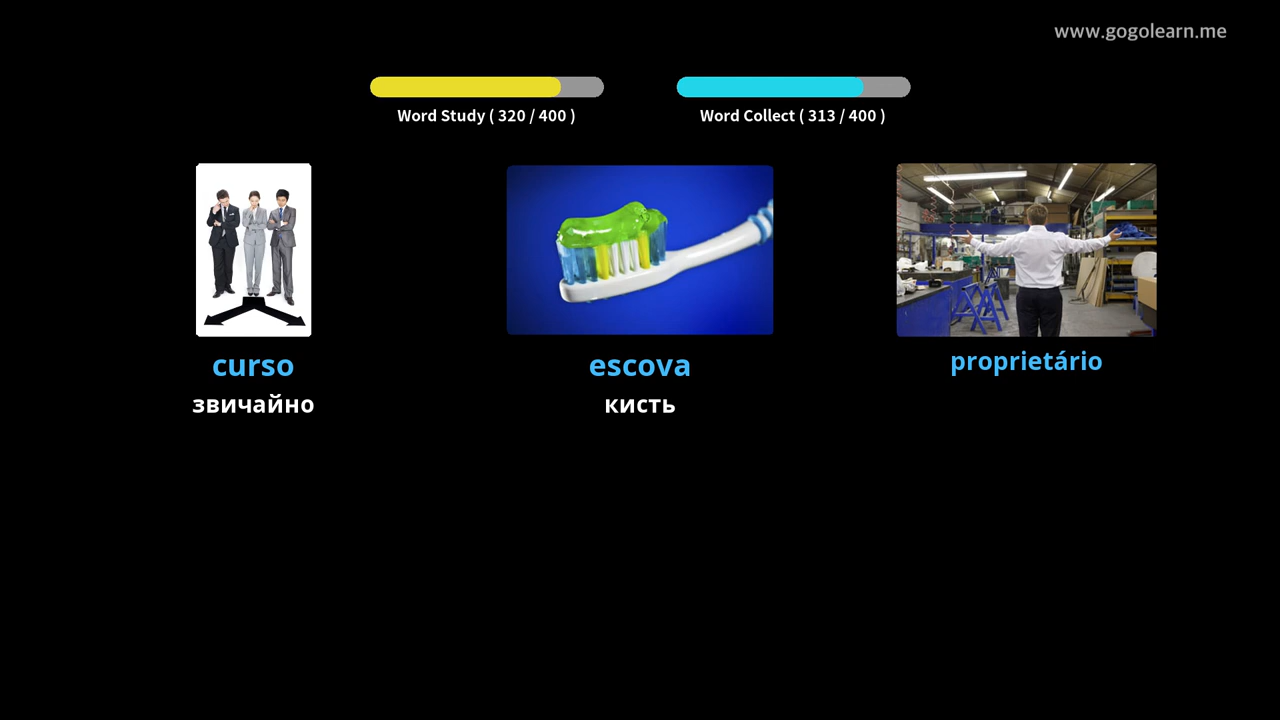 www.gogolearn.me
Word Study ( 320 / 400 )
Word Collect ( 313 / 400 )
curso
звичайно
escova
кисть
proprietário